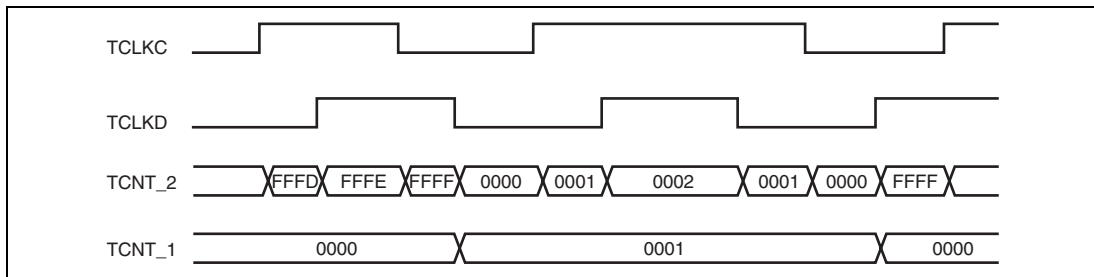 TCLKC
TCLKD
TCNT_2 FFFD FFFE FFFF 0000 0001 0002 0001 0000 FFFF
TCNT_1 0000 0001 0000